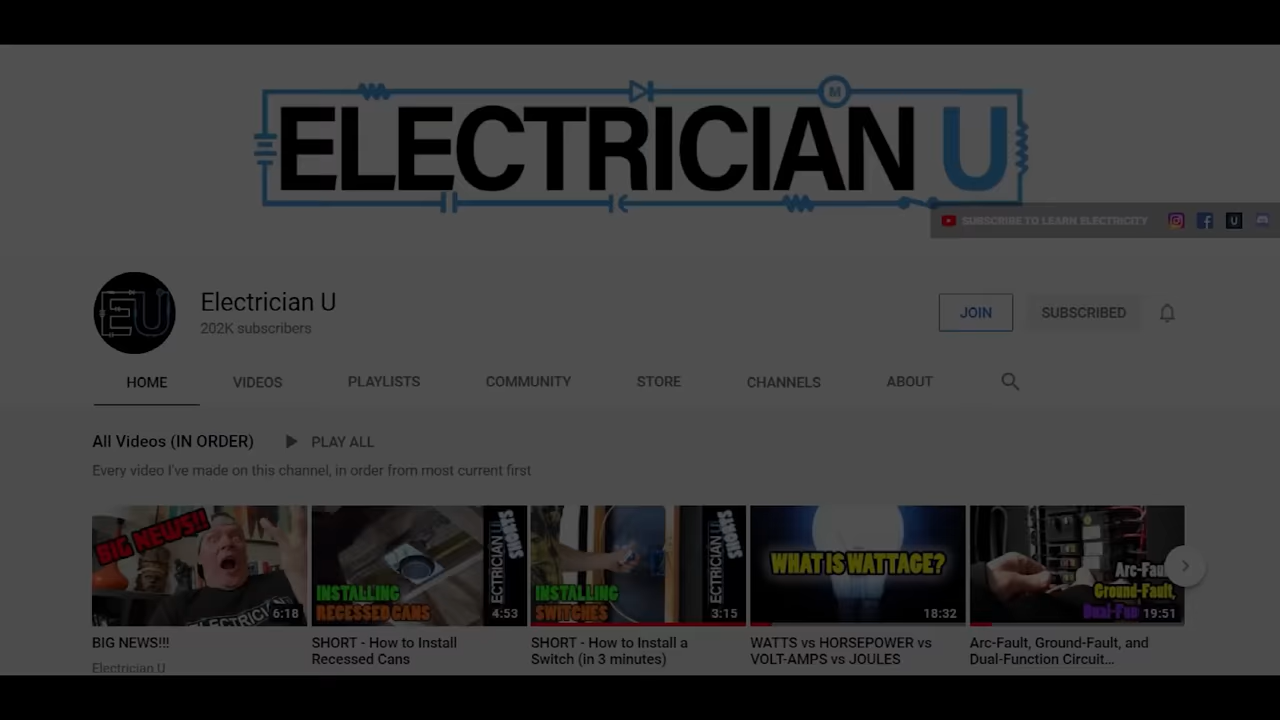 ELECTRICIAN U
M
SUBSCRIBE TO LEARN ELECTRICITY
U
EU
Electrician U
202K subscribers
JOIN
SUBSCRIBED
HOME
VIDEOS
PLAYLISTS
COMMUNITY
STORE
CHANNELS
ABOUT
All Videos (IN ORDER)
PLAY ALL
Every video I've made on this channel, in order from most current first
BIG NEWS!!
ELECTRICIAN
6:18
INSTALLING
RECESSED CANS
ELECTRICIAN U
SHORTS
4:53
INSTALLING
SWITCHES
ELECTRICIAN U
SHORTS
3:15
WHAT IS WATTAGE?
18:32
Arc-Fault,
Ground-Fault,
19:51
BIG NEWS!!!
Electrician U
SHORT - How to Install
Recessed Cans
SHORT - How to Install a
Switch (in 3 minutes)
WATTS vs HORSEPOWER vs
VOLT-AMPS vs JOULES
Arc-Fault, Ground-Fault, and
Dual-Function Circuit...